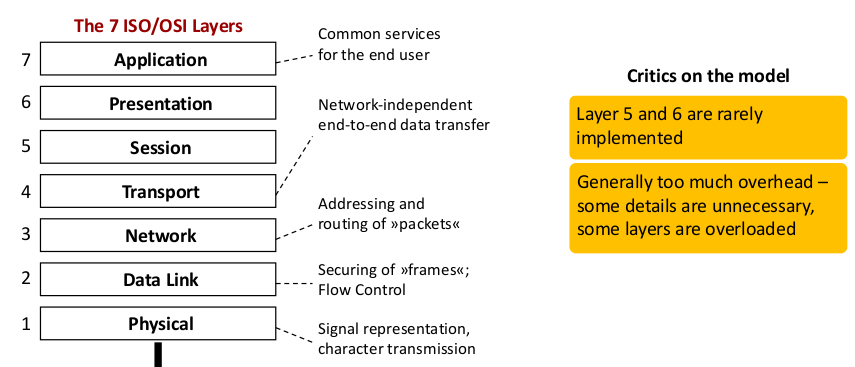 The 7 ISO/OSI Layers
7 Application
6 Presentation
5 Session
4 Transport
3 Network
2 Data Link
1 Physical
Common services
for the end user
Network-independent
end-to-end data transfer
Addressing and
routing of »packets«
Securing of »frames«;
Flow Control
Signal representation,
character transmission
Critics on the model
Layer 5 and 6 are rarely
implemented
Generally too much overhead –
some details are unnecessary,
some layers are overloaded